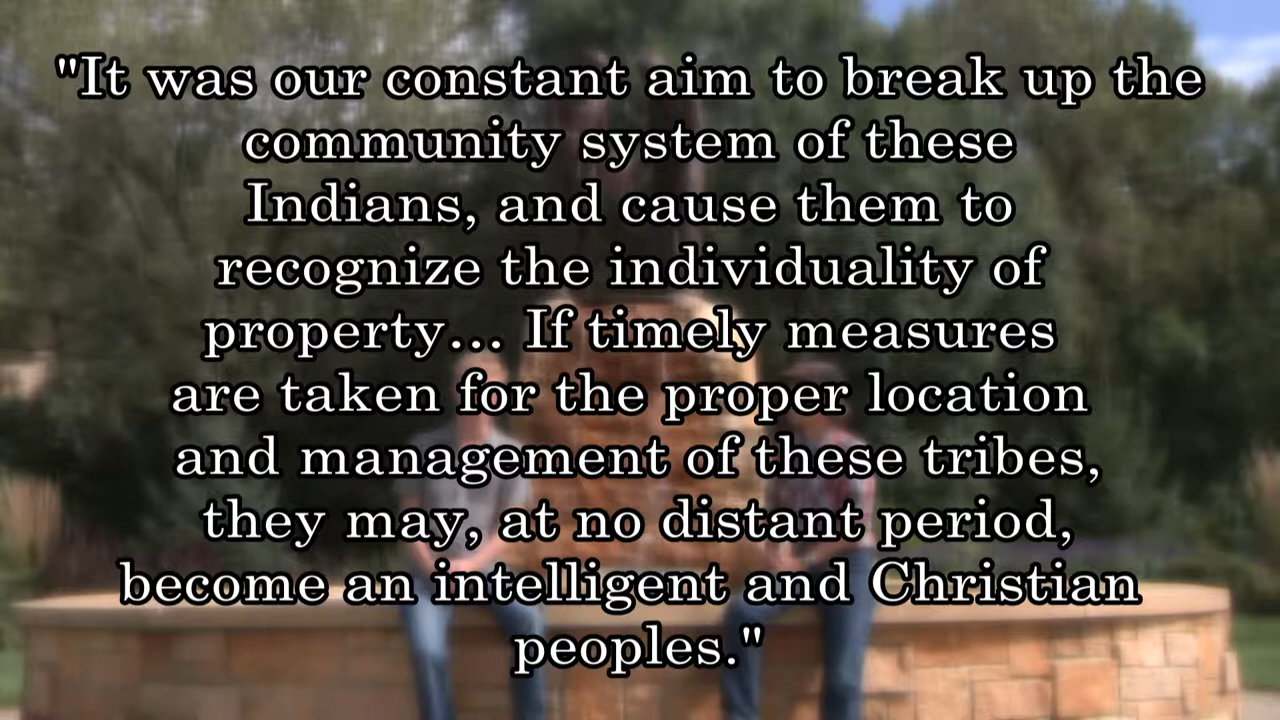 "It was our constant aim to break up the
community system of these
Indians, and cause them to
recognize the individuality of
property... If timely measures
are taken for the proper location
and management of these tribes,
they may, at no distant period,
become an intelligent and Christian
peoples."